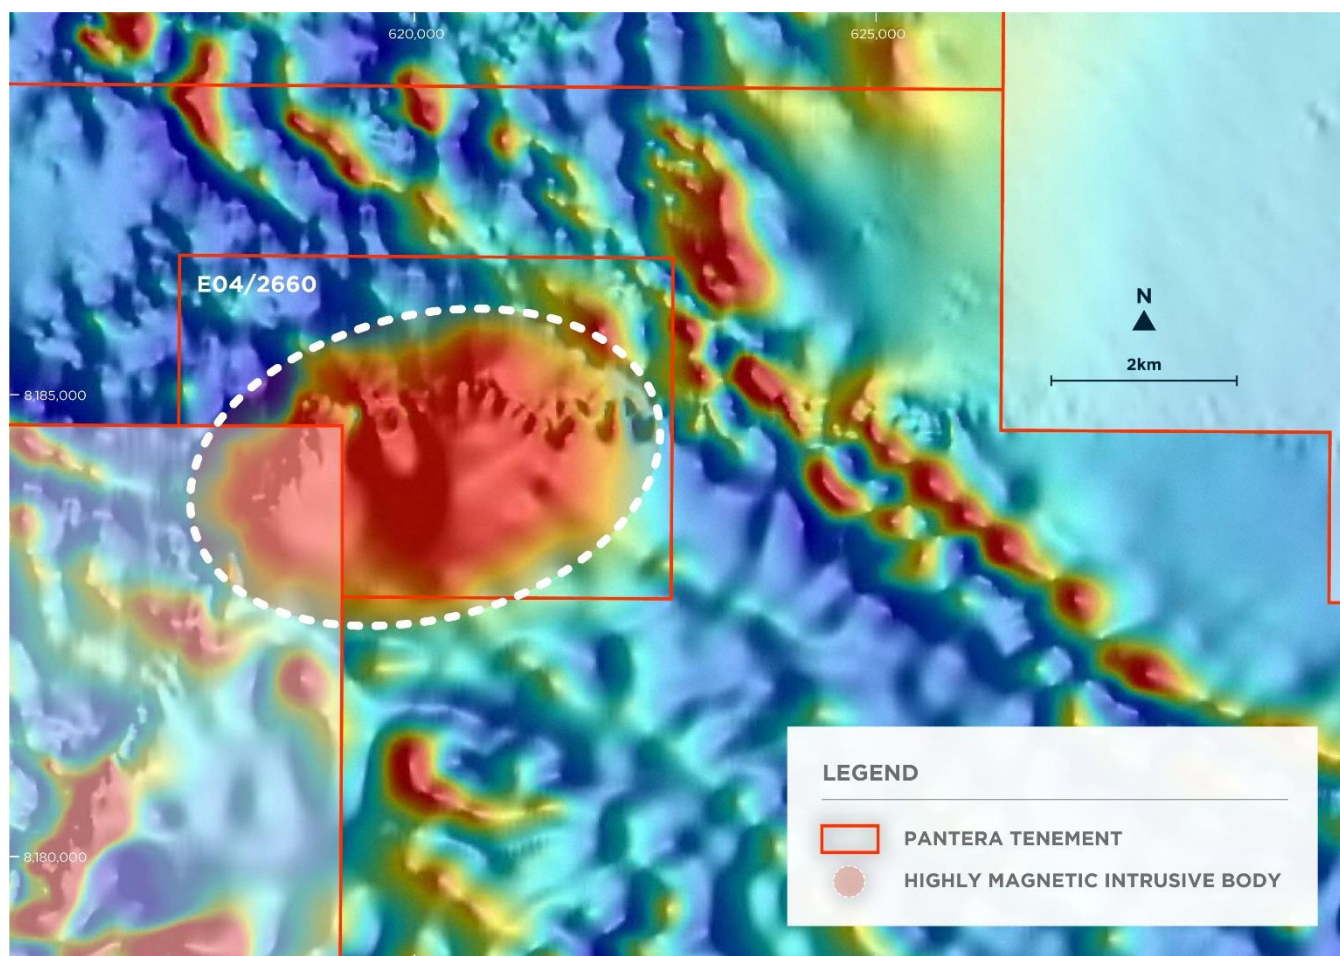 620,000
625,000
E04/2660
N
2km
8,185,000
LEGEND
PANTERA TENEMENT
HIGHLY MAGNETIC INTRUSIVE BODY
8,180,000